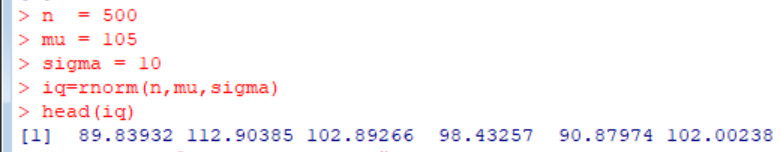 > n  = 500
> mu = 105
> sigma = 10
> iq=rnorm(n,mu,sigma)
> head(iq)
[1]  89.83932 112.90385 102.89266  98.43257  90.87974 102.00238